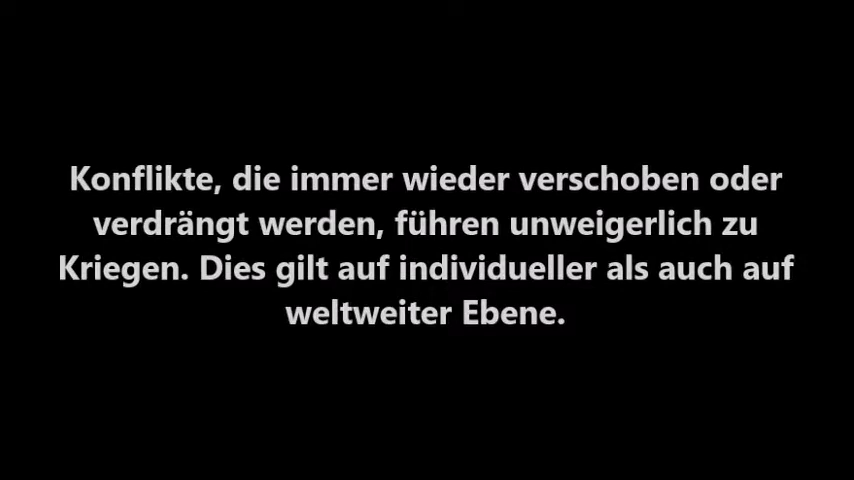 Konflikte, die immer wieder verschoben oder
verdrängt werden, führen unweigerlich zu
Kriegen. Dies gilt auf individueller als auch auf
weltweiter Ebene.